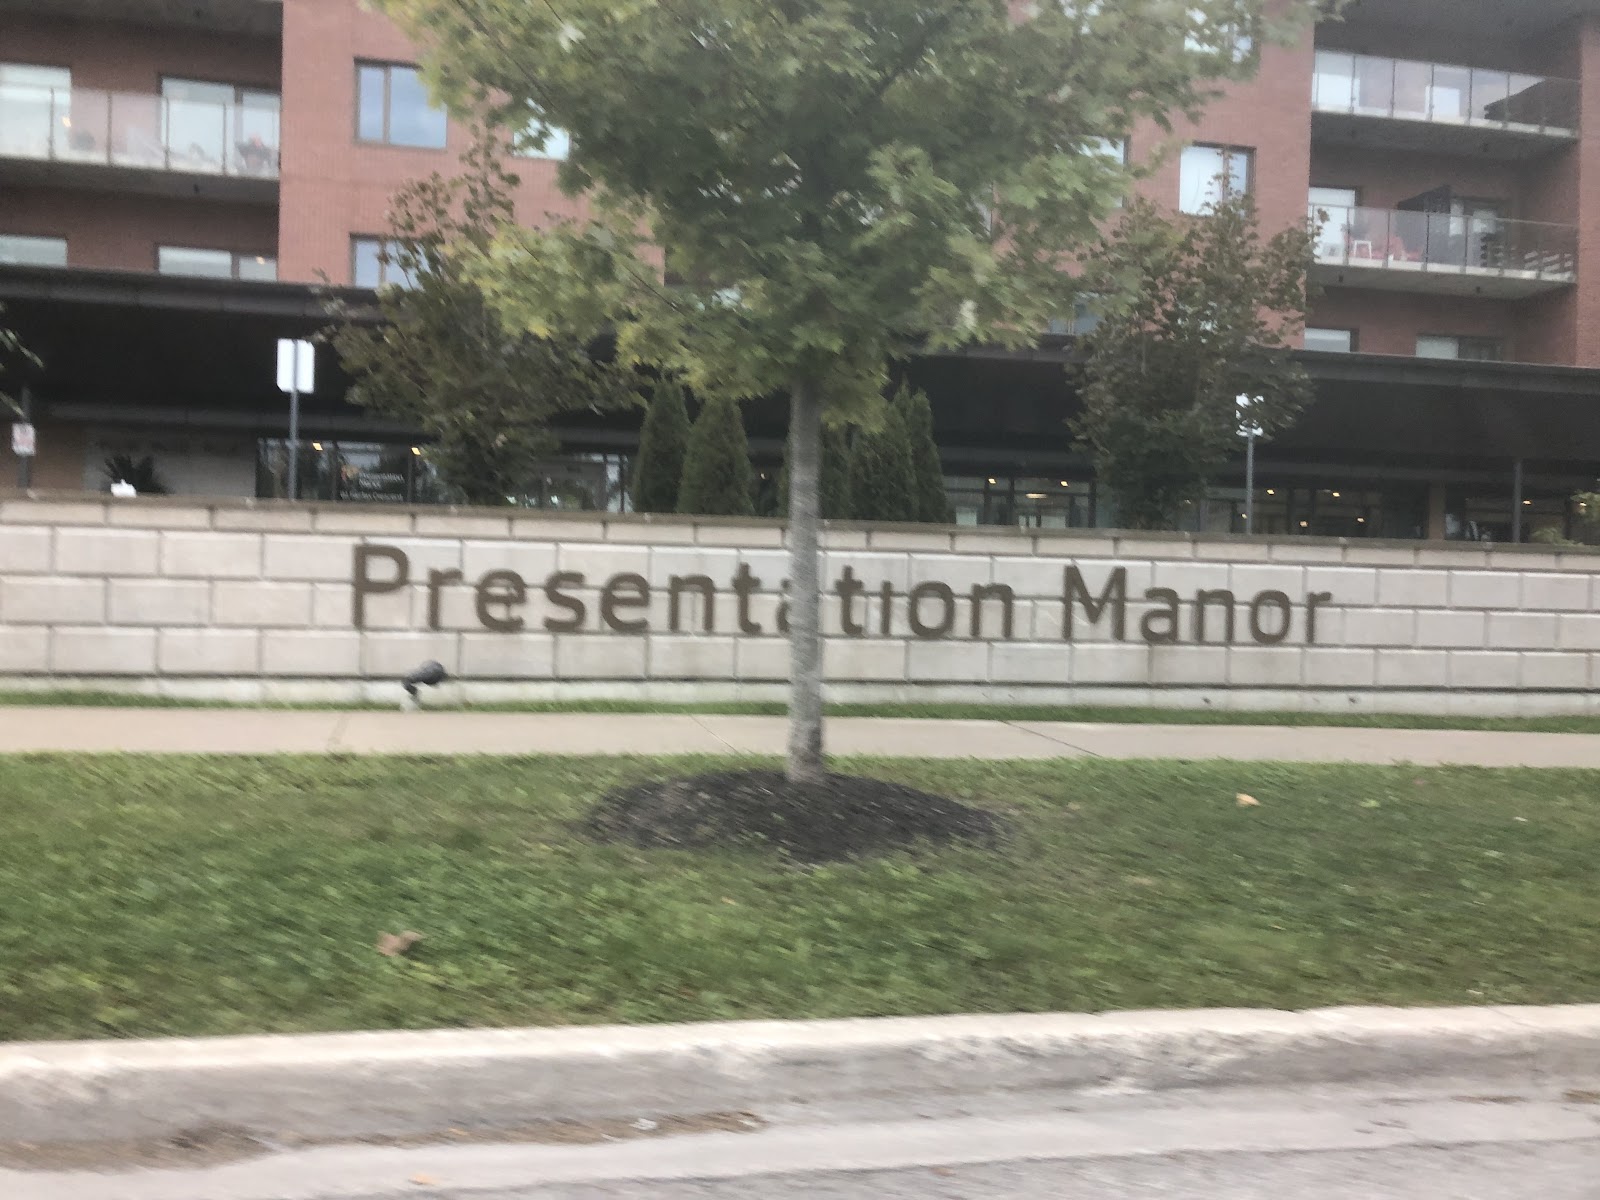 Presentation Manor